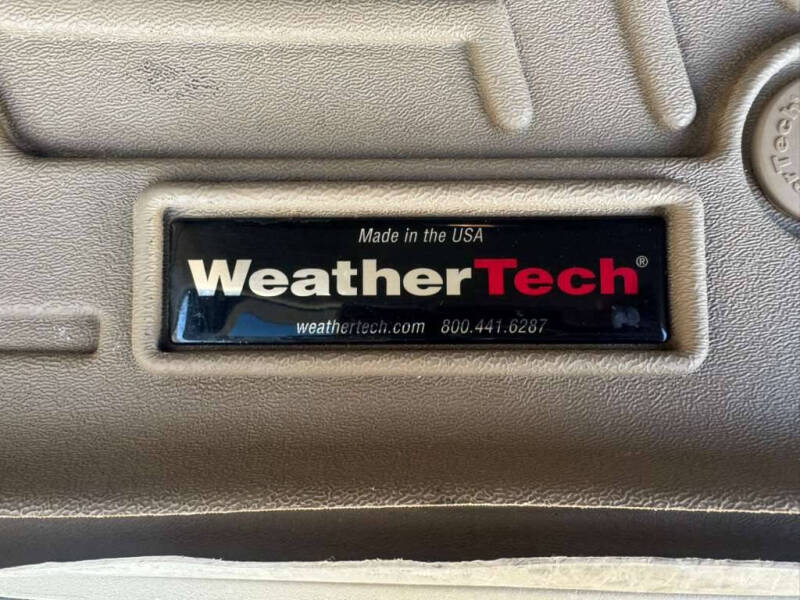 Made in the USA
WeatherTech®
weathertech.com 800.441.6287